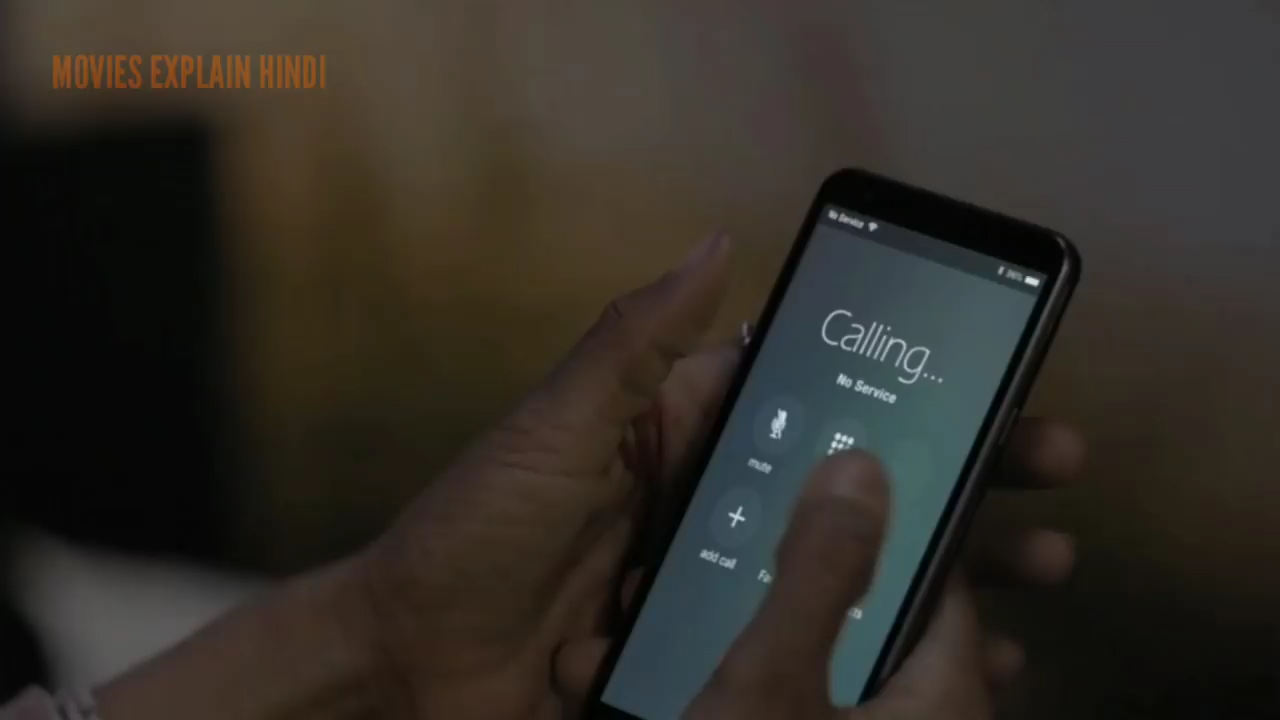 MOVIES EXPLAIN HINDI
No Service
Calling...
No Service
mute
add call